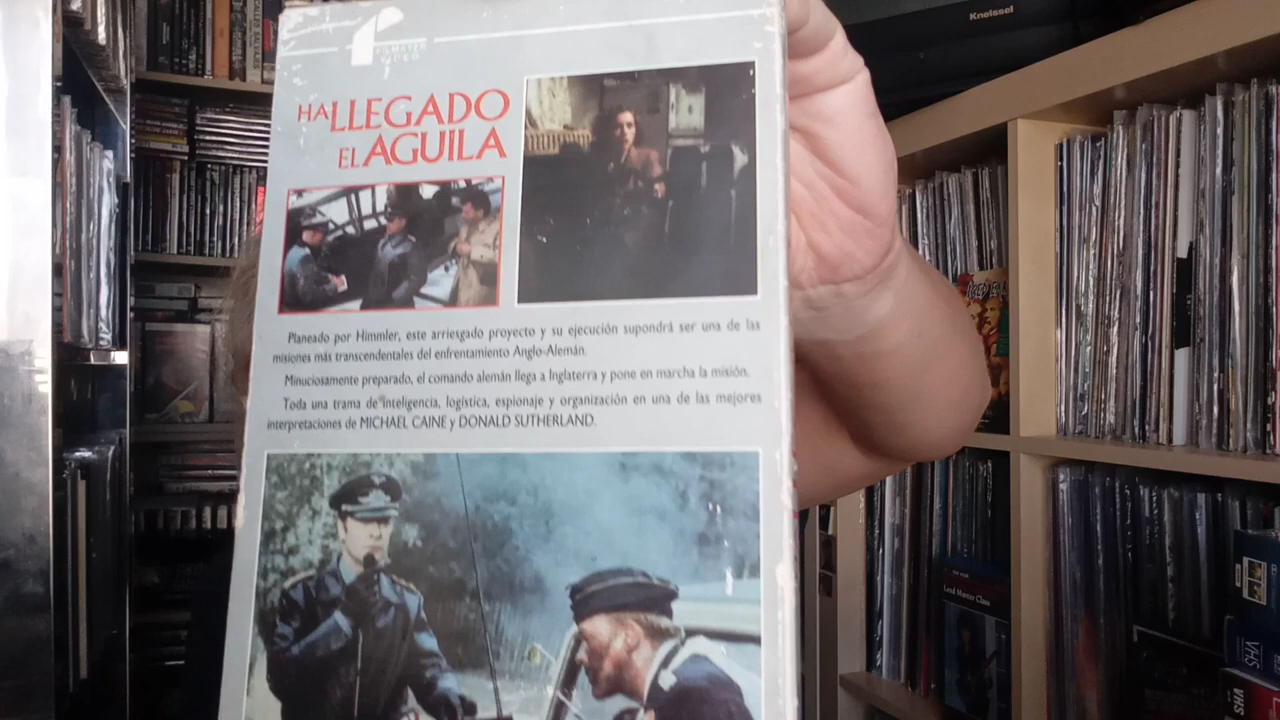 Kneissel
FILMAYER
VIDEO
HA LLEGADO
EL AGUILA
Planeado por Himmler, este arriesgado proyecto y su ejecución supondrá ser una de las
misiones más transcendentales del enfrentamiento Anglo-Alemán.
Minuciosamente preparado, el comando alemán llega a Inglaterra y pone en marcha la misión.
Toda una trama de inteligencia, logística, espionaje y organización en una de las mejores
interpretaciones de MICHAEL CAINE y DONALD SUTHERLAND.
Lend Master Class
VHS
VHS